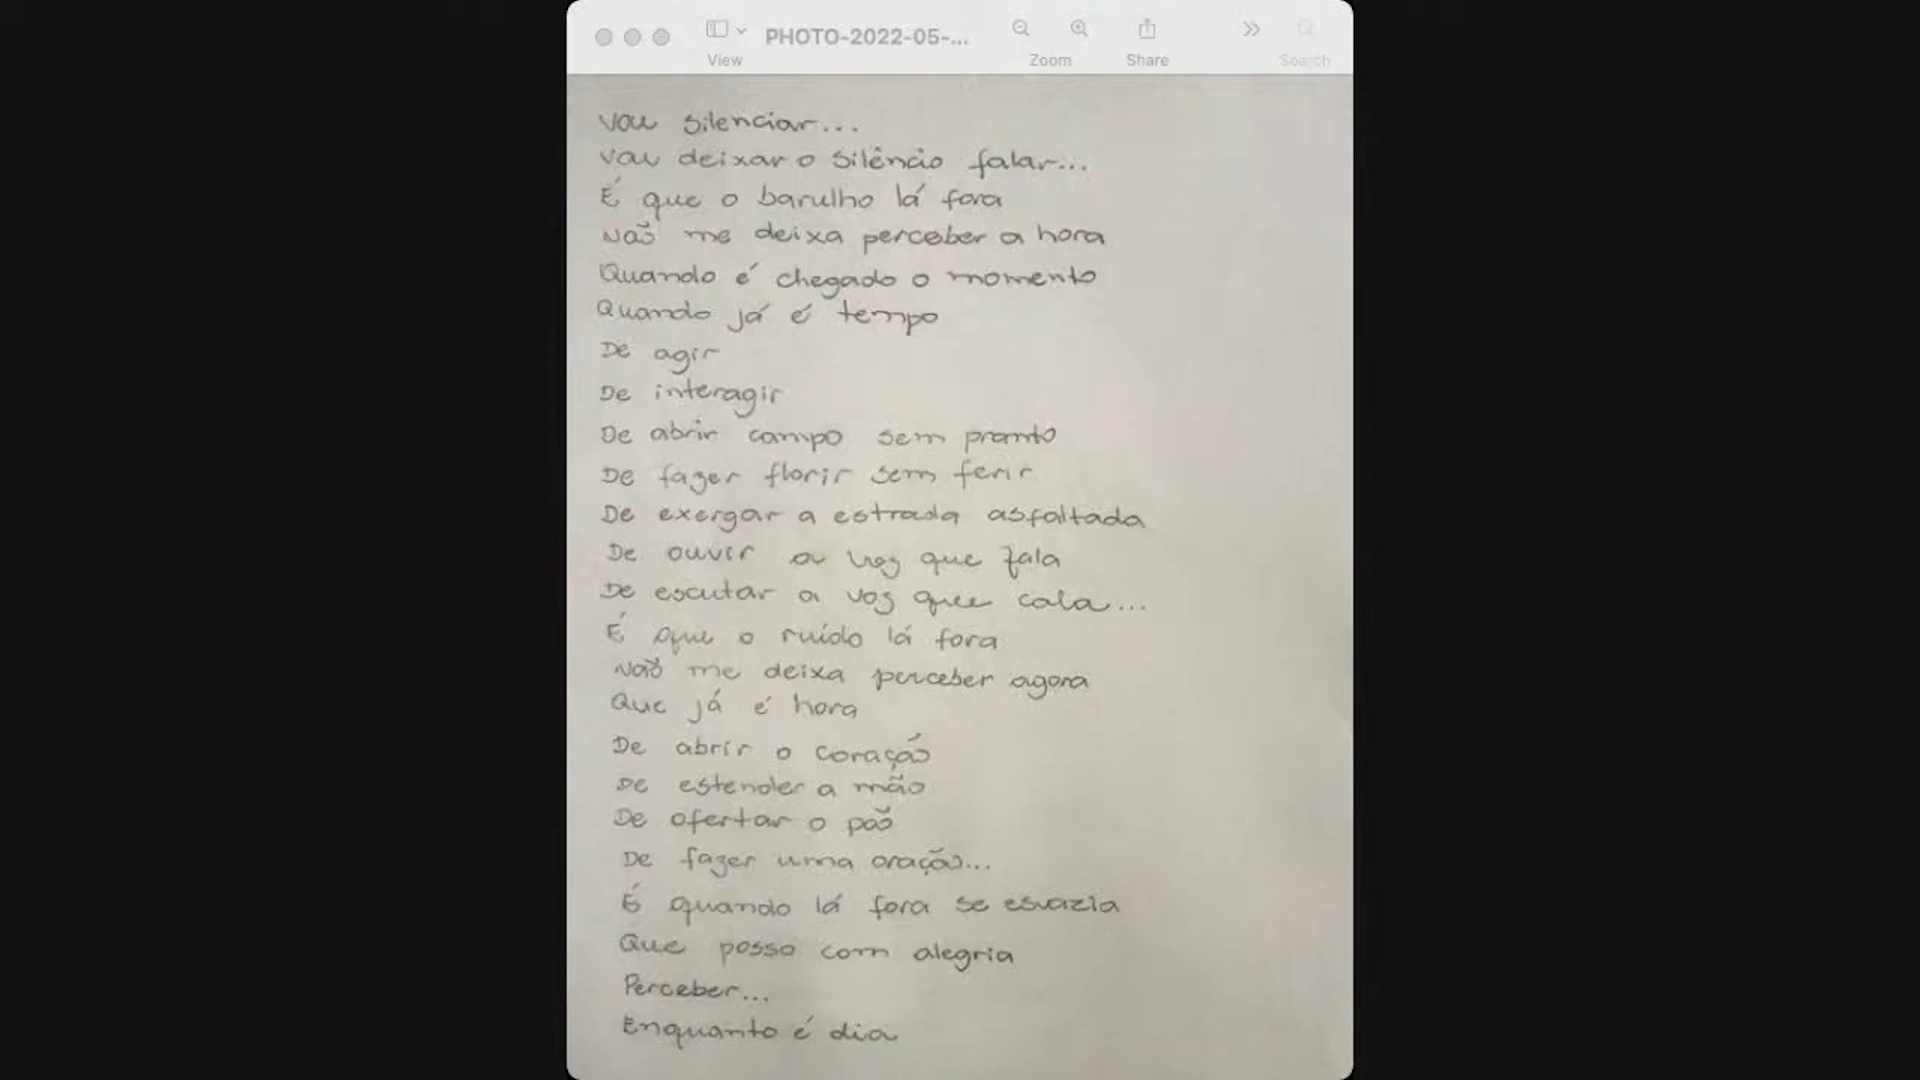 PHOTO-2022-05-...
View
Zoom
Share
Search
Vou silenciar...
Vou deixar o silêncio falar...
É que o barulho lá fora
Não me deixa perceber a hora
Quando é chegado o momento
Quando já é tempo
De agir
De interagir
De abrir campo sem pranto
De fazer florir sem ferir
De exergar a estrada asfaltada
De ouvir a voz que fala
De escutar a voz que cala...
É que o ruído lá fora
Não me deixa perceber agora
Que já é hora
De abrir o coração
De estender a mão
De ofertar o pão
De fazer uma oração...
É quando lá fora se esvazia
Que posso com alegria
Perceber...
Enquanto é dia